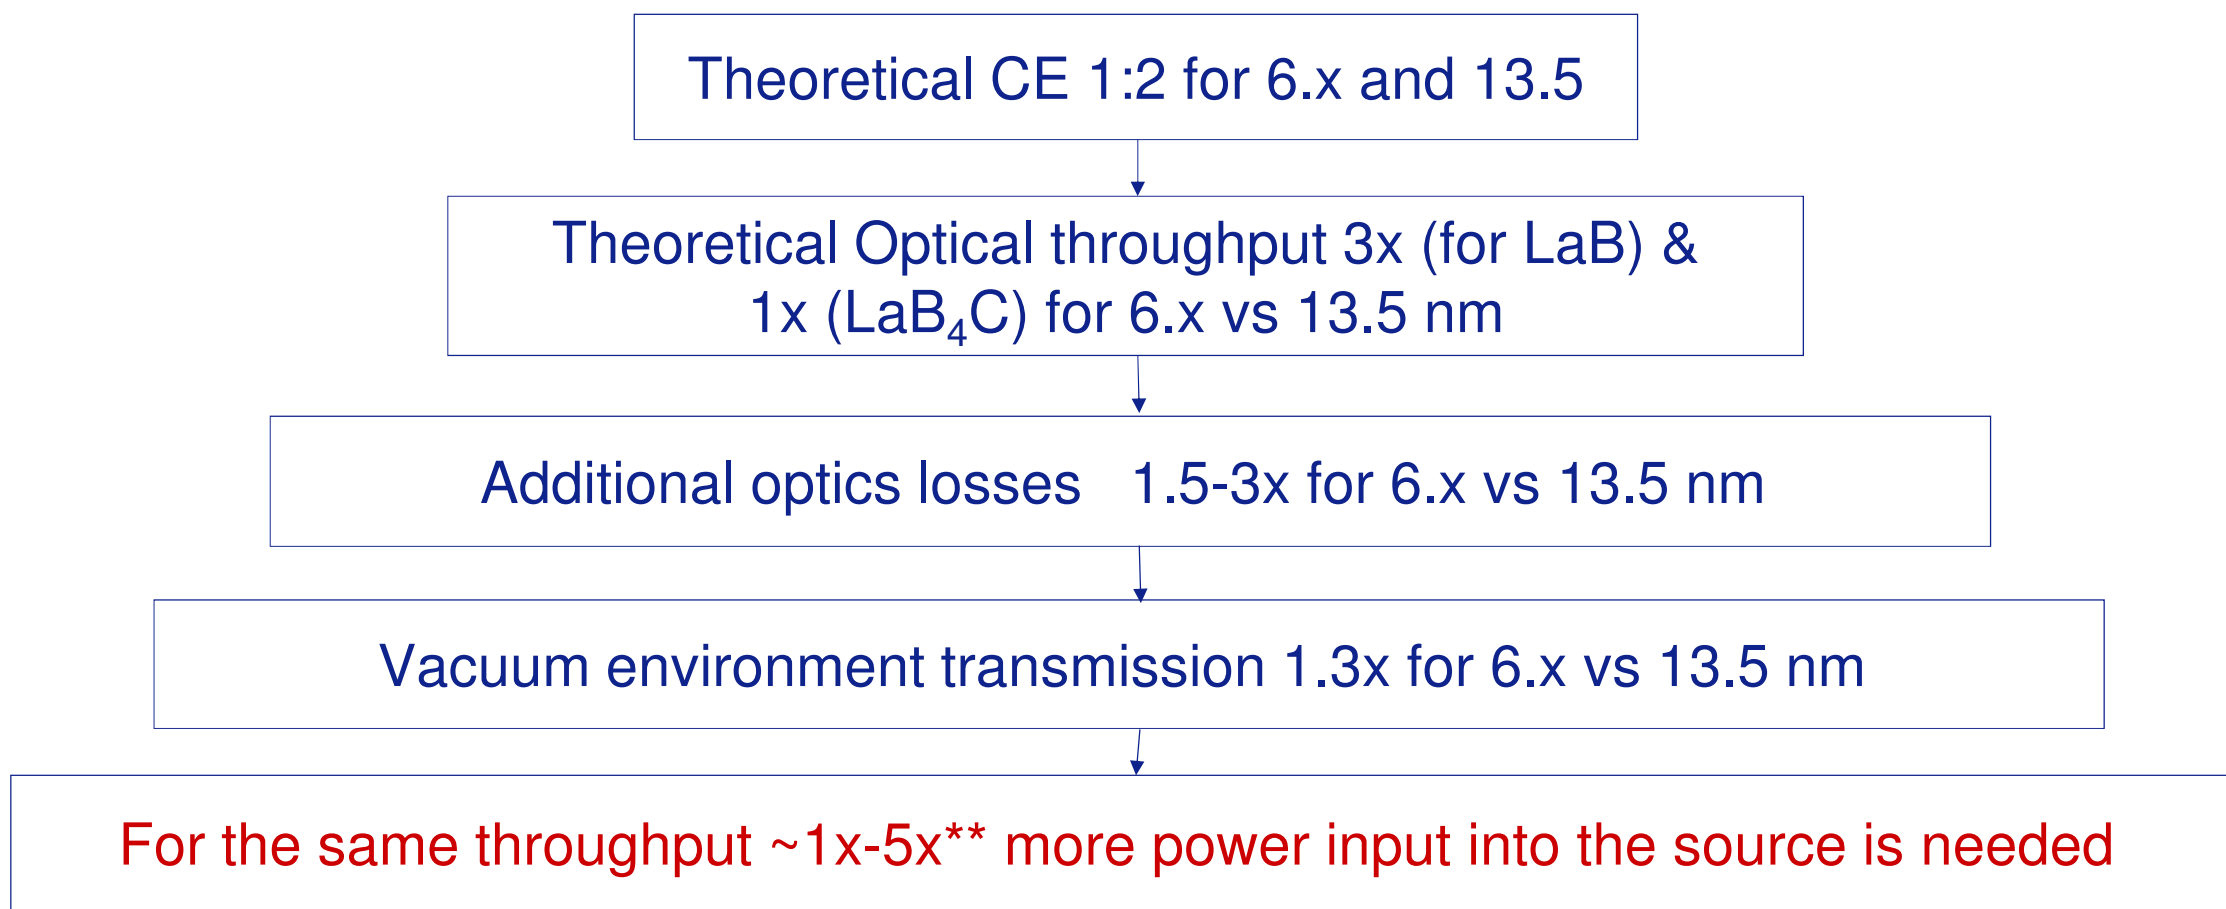 Theoretical CE 1:2 for 6.x and 13.5
Theoretical Optical throughput 3x (for LaB) &
1x (LaB₄C) for 6.x vs 13.5 nm
Additional optics losses 1.5-3x for 6.x vs 13.5 nm
Vacuum environment transmission 1.3x for 6.x vs 13.5 nm
For the same throughput ~1x-5x** more power input into the source is needed